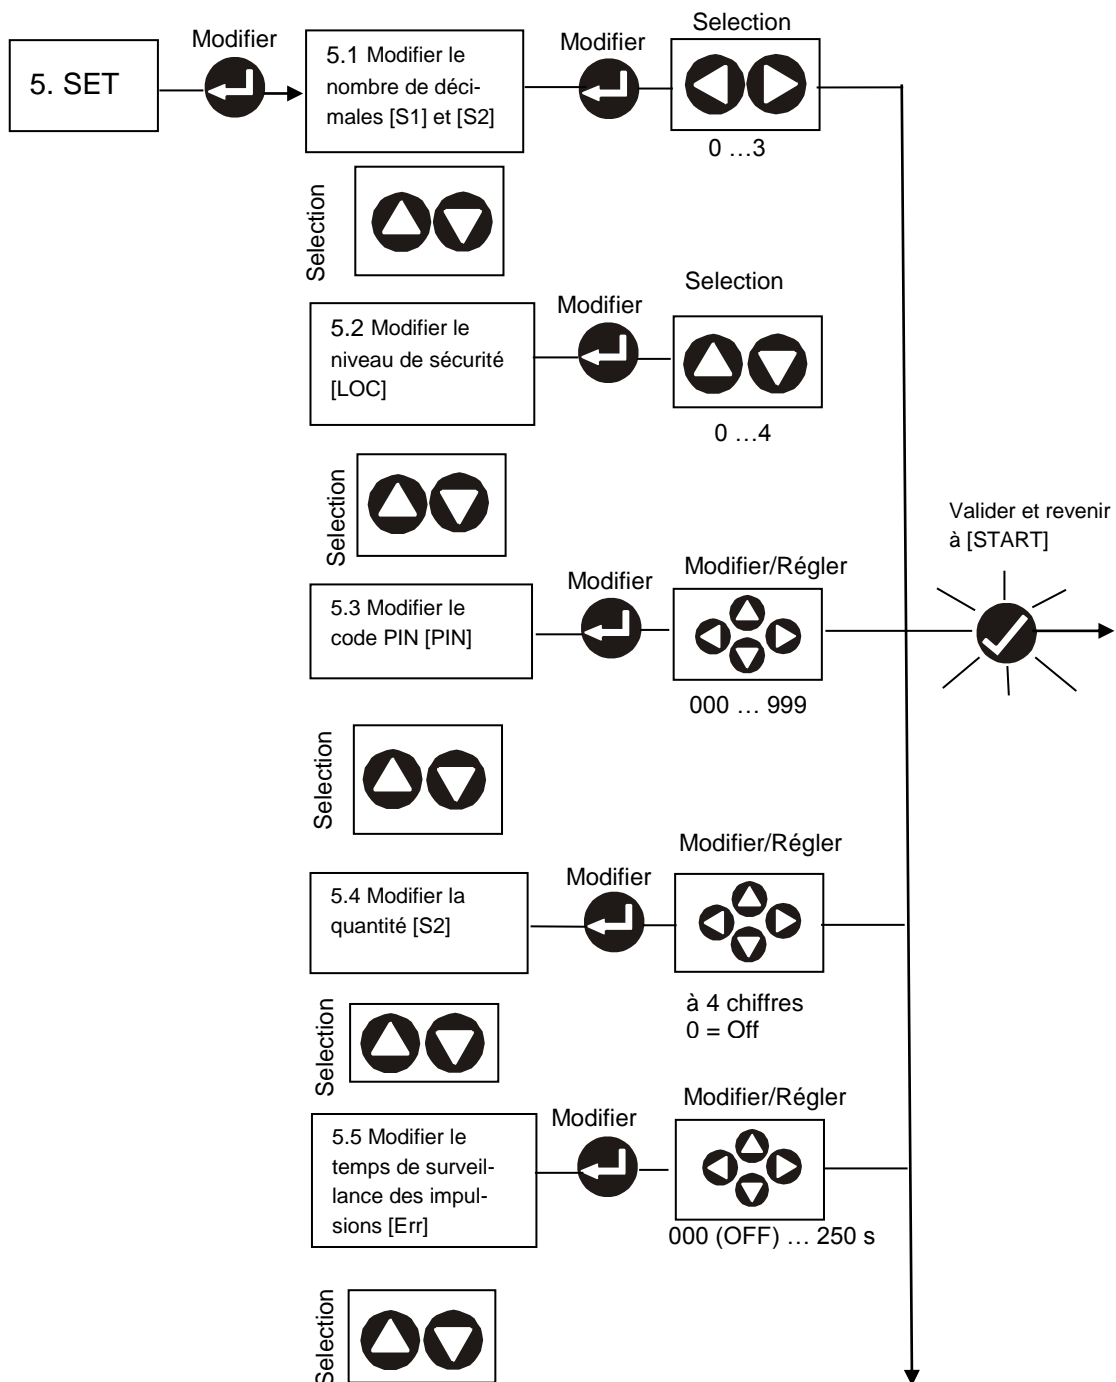 5. SET
Modifier
5.1 Modifier le
nombre de déci-
males [S1] et [S2]
Modifier
Selection
0 …3
Selection
5.2 Modifier le
niveau de sécurité
[LOC]
Modifier
Selection
0 …4
Selection
5.3 Modifier le
code PIN [PIN]
Modifier
Modifier/Régler
000 … 999
Valider et revenir
à [START]
Selection
5.4 Modifier la
quantité [S2]
Modifier
Modifier/Régler
à 4 chiffres
0 = Off
Selection
5.5 Modifier le
temps de surveil-
lance des impul-
sions [Err]
Modifier
Modifier/Régler
000 (OFF) … 250 s
Selection